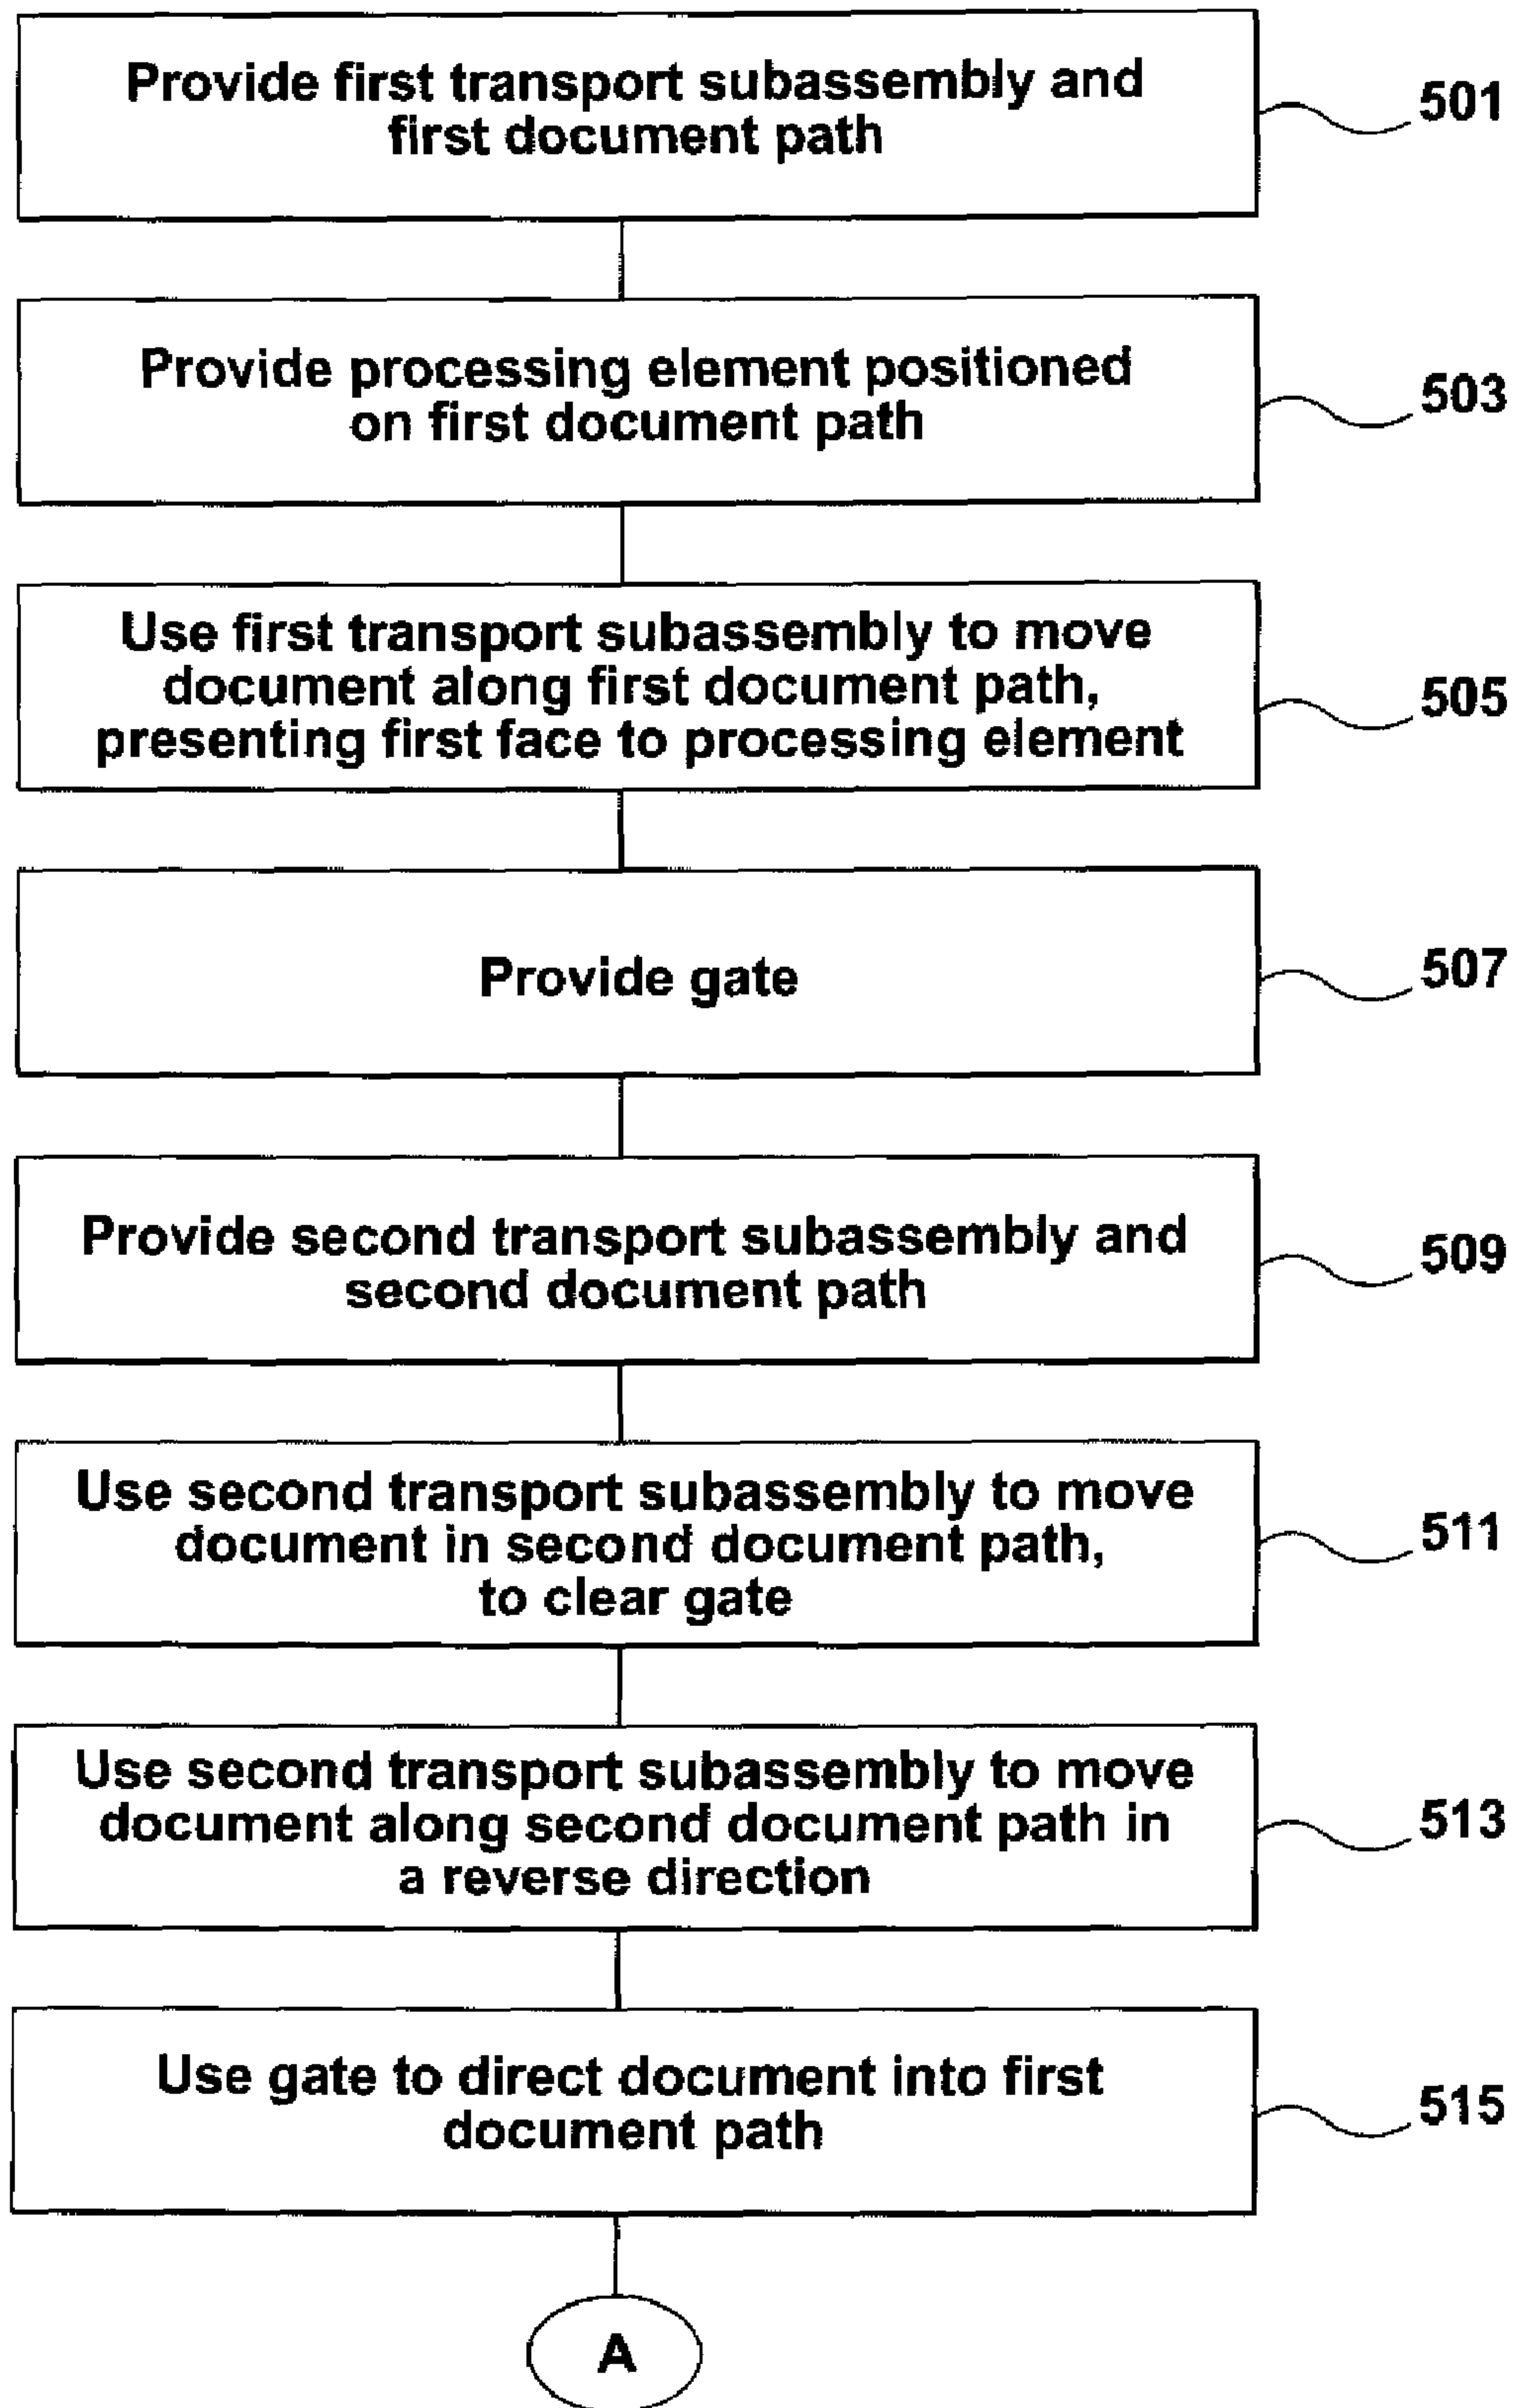 Provide first transport subassembly and
first document path
501
Provide processing element positioned
on first document path
503
Use first transport subassembly to move
document along first document path,
presenting first face to processing element
505
Provide gate
507
Provide second transport subassembly and
second document path
509
Use second transport subassembly to move
document in second document path,
to clear gate
511
Use second transport subassembly to move
document along second document path in
a reverse direction
513
Use gate to direct document into first
document path
515
A